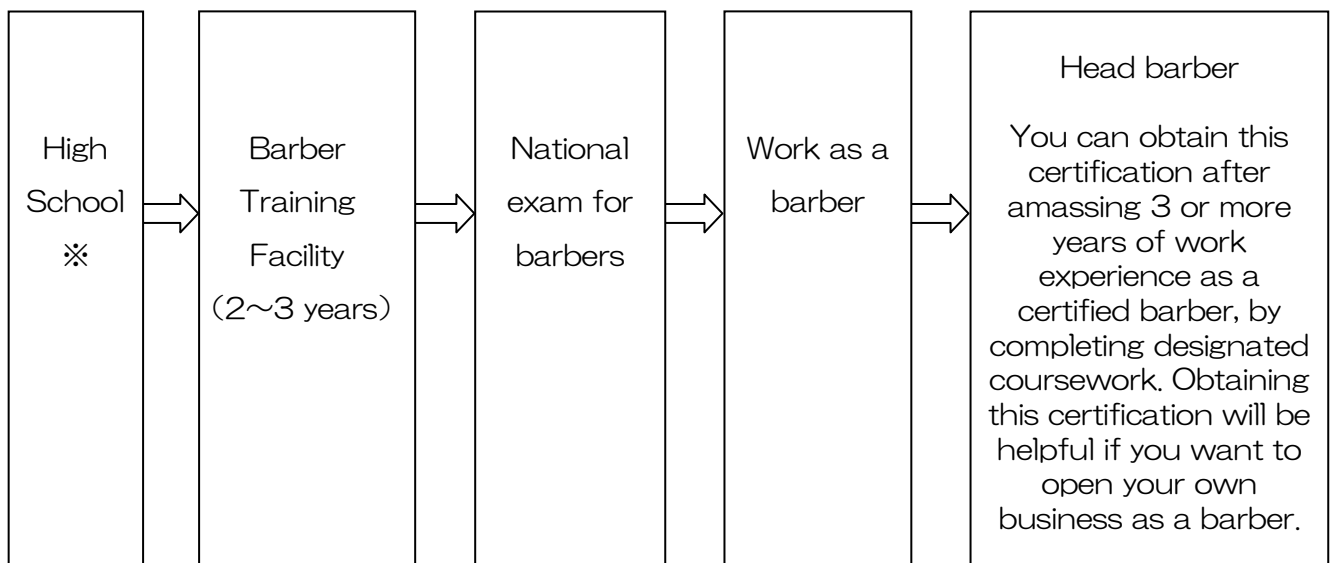 High
School
※
Barber
Training
Facility
（2～3 years）
National
exam for
barbers
Work as a
barber
Head barber
You can obtain this
certification after
amassing 3 or more
years of work
experience as a
certified barber, by
completing designated
coursework. Obtaining
this certification will be
helpful if you want to
open your own
business as a barber.